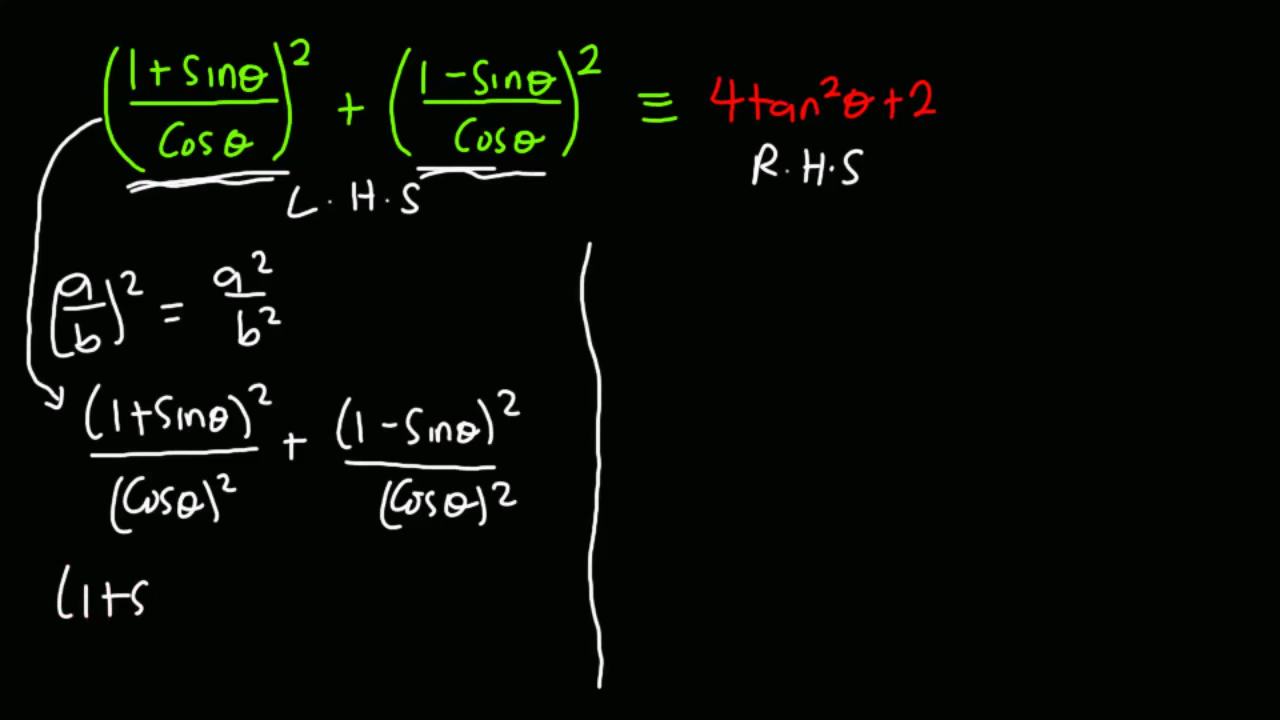 ((1+Sinθ)/(Cosθ))² + ((1-Sinθ)/(Cosθ))² ≡ 4tan²θ+2
L.H.S R.H.S
(a/b)² = a²/b²
(1+Sinθ)²/(Cosθ)² + (1-Sinθ)²/(Cosθ)²
(1+S